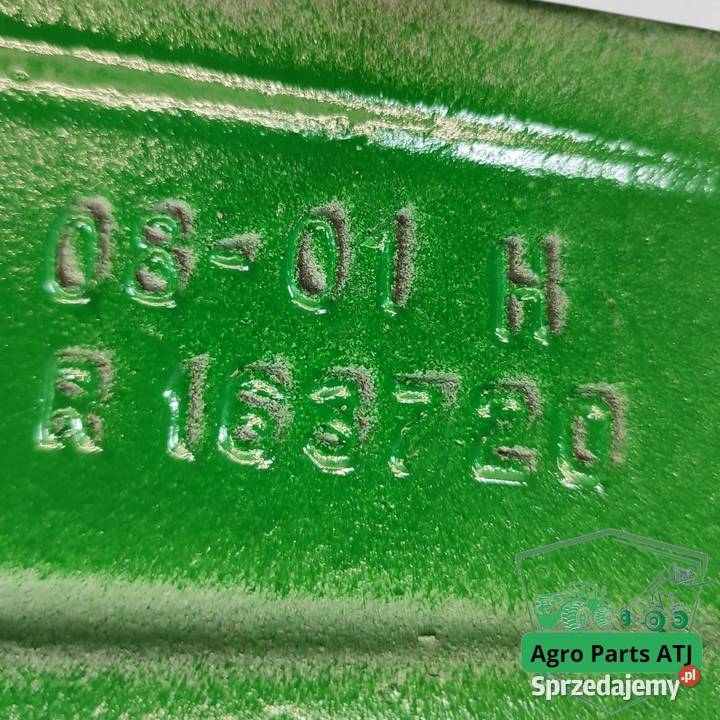 08-01 H
R 163720
Agro Parts ATJ
Sprzedajemy.pl